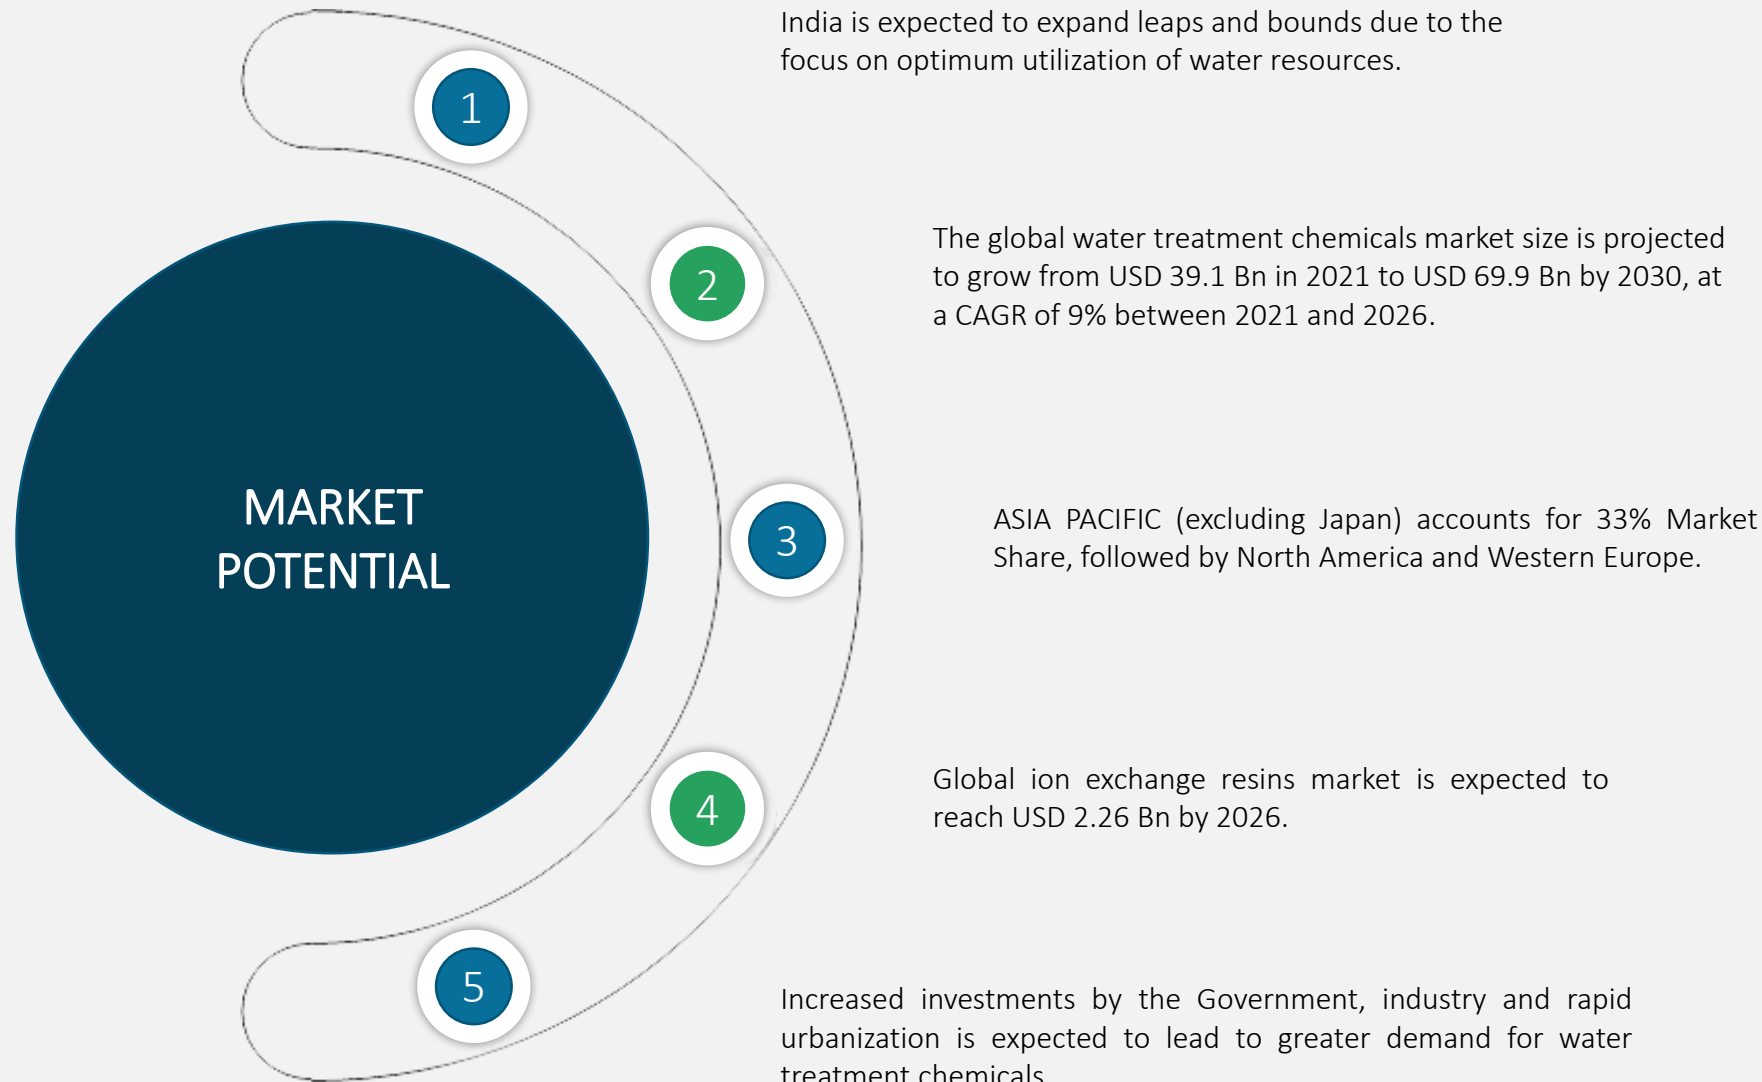 MARKET
POTENTIAL
1
India is expected to expand leaps and bounds due to the
focus on optimum utilization of water resources.
2
The global water treatment chemicals market size is projected
to grow from USD 39.1 Bn in 2021 to USD 69.9 Bn by 2030, at
a CAGR of 9% between 2021 and 2026.
3
ASIA PACIFIC (excluding Japan) accounts for 33% Market
Share, followed by North America and Western Europe.
4
Global ion exchange resins market is expected to
reach USD 2.26 Bn by 2026.
5
Increased investments by the Government, industry and rapid
urbanization is expected to lead to greater demand for water
treatment chemicals